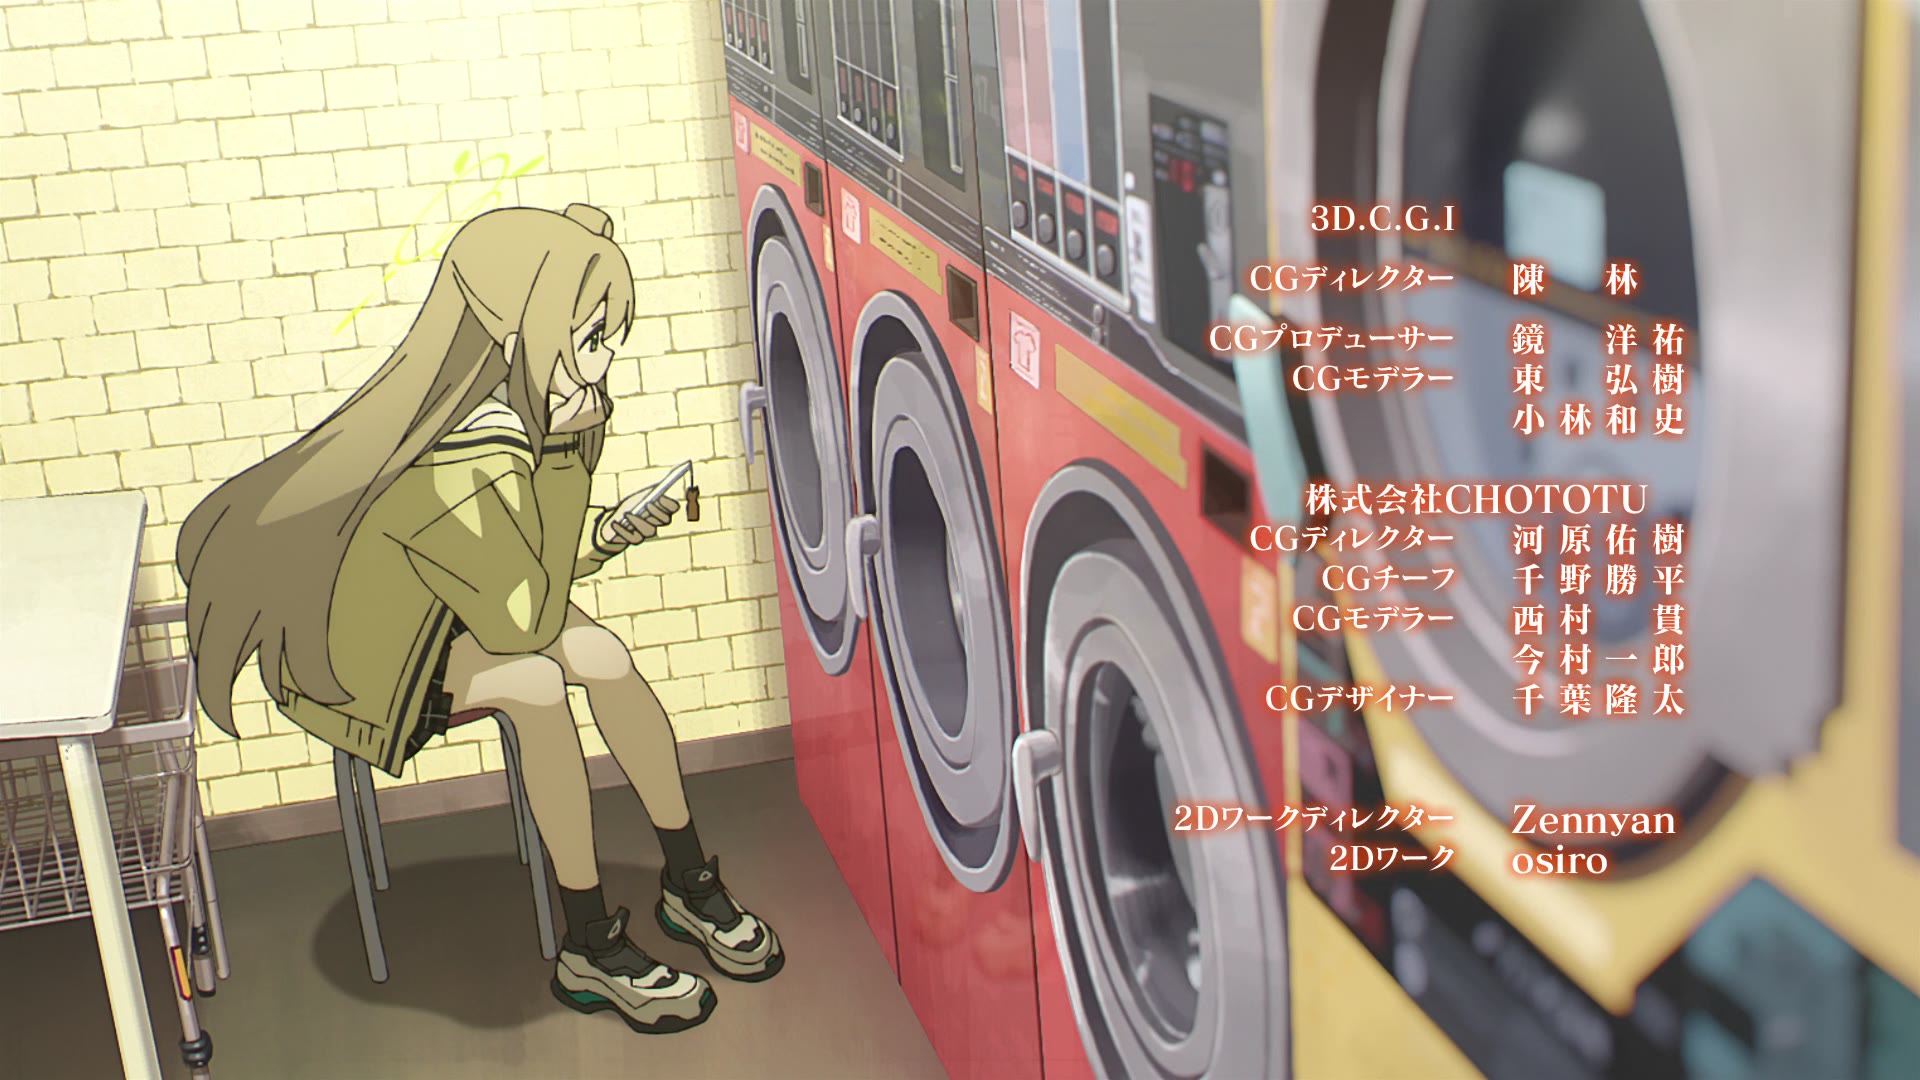 3D.C.G.I
CGディレクター 陳 林
CGプロデューサー 鏡 洋祐
CGモデラー 東 弘樹
小林和史
株式会社CHOTOTU
CGディレクター 河原佑樹
CGチーフ 千野勝平
CGモデラー 西村 貫
今村一郎
CGデザイナー 千葉隆太
2Dワークディレクター Zennyan
2Dワーク osiro